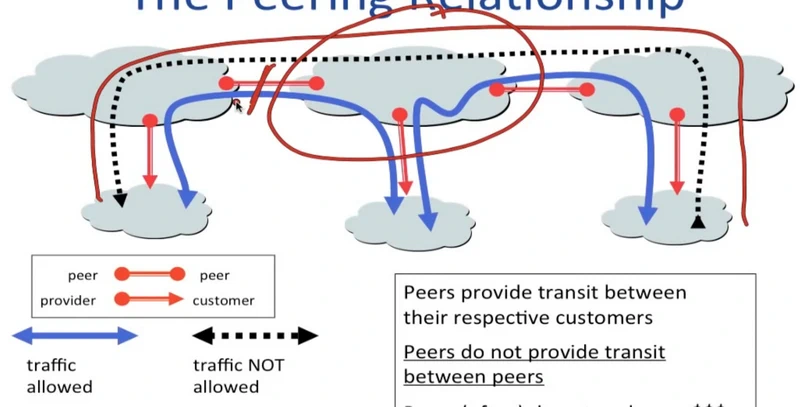 The Peering Relationship
peer peer
provider customer
traffic
allowed
traffic NOT
allowed
Peers provide transit between
their respective customers
Peers do not provide transit
between peers
$$$